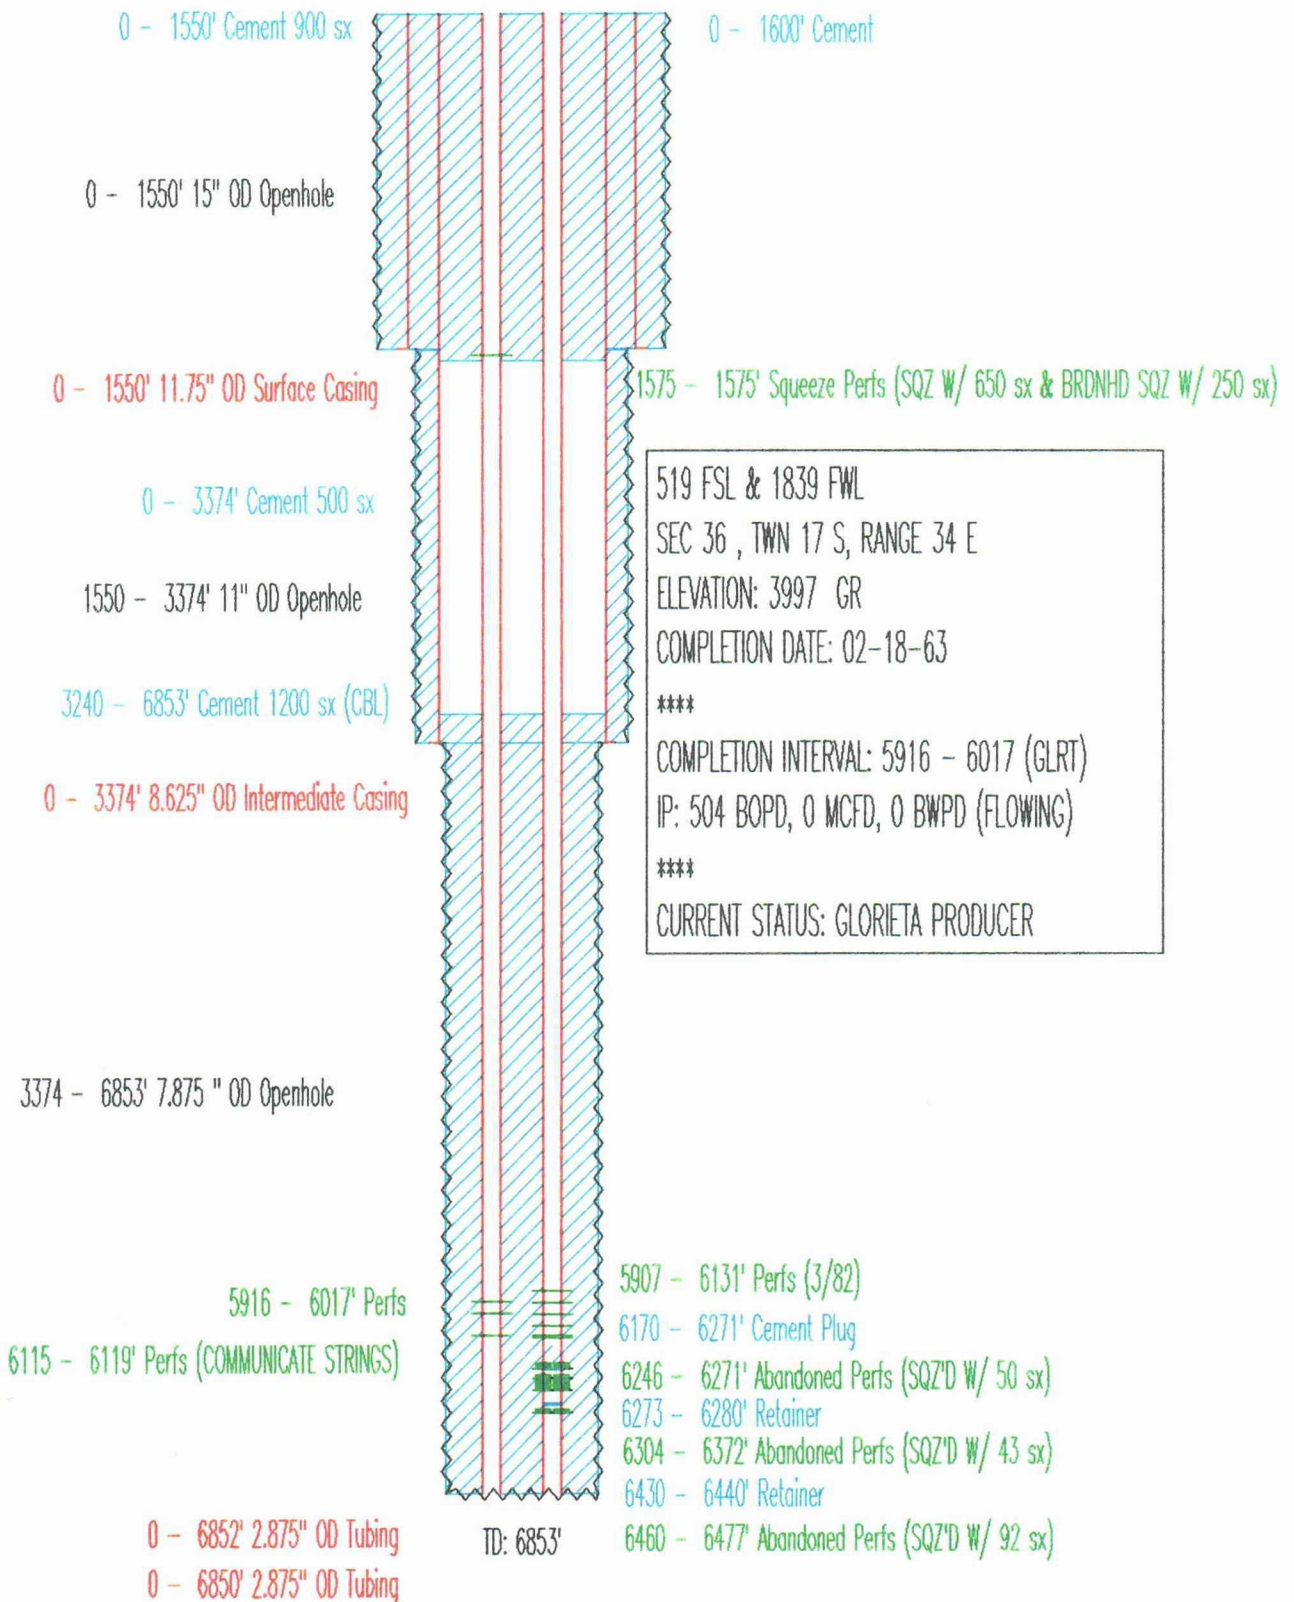 0 - 1550' Cement 900 sx
0 - 1600' Cement
0 - 1550' 15" OD Openhole
0 - 1550' 11.75" OD Surface Casing
1575 - 1575' Squeeze Perfs (SQZ W/ 650 sx & BRDNHD SQZ W/ 250 sx)
0 - 3374' Cement 500 sx
1550 - 3374' 11" OD Openhole
3240 - 6853' Cement 1200 sx (CBL)
0 - 3374' 8.625" OD Intermediate Casing
519 FSL & 1839 FWL
SEC 36 , TWN 17 S, RANGE 34 E
ELEVATION: 3997 GR
COMPLETION DATE: 02-18-63
****
COMPLETION INTERVAL: 5916 - 6017 (GLRT)
IP: 504 BOPD, 0 MCFD, 0 BWPD (FLOWING)
****
CURRENT STATUS: GLORIETA PRODUCER
3374 - 6853' 7.875 " OD Openhole
5916 - 6017' Perfs
6115 - 6119' Perfs (COMMUNICATE STRINGS)
5907 - 6131' Perfs (3/82)
6170 - 6271' Cement Plug
6246 - 6271' Abandoned Perfs (SQZ'D W/ 50 sx)
6273 - 6280' Retainer
6304 - 6372' Abandoned Perfs (SQZ'D W/ 43 sx)
6430 - 6440' Retainer
6460 - 6477' Abandoned Perfs (SQZ'D W/ 92 sx)
0 - 6852' 2.875" OD Tubing
TD: 6853'
0 - 6850' 2.875" OD Tubing